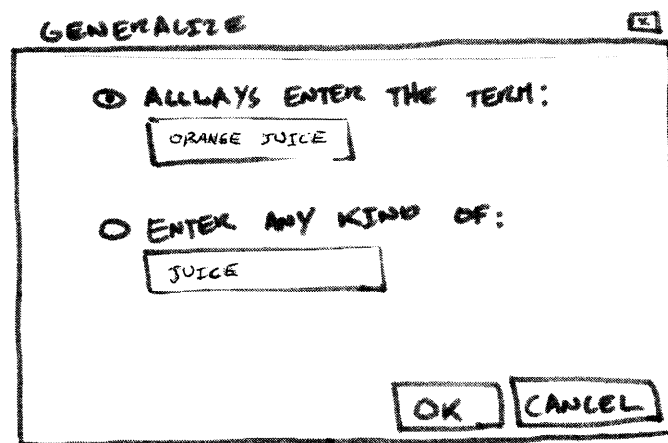 GENERALIZE
ALLWAYS ENTER THE TERM:
ORANGE JUICE
ENTER ANY KIND OF:
JUICE
OK CANCEL